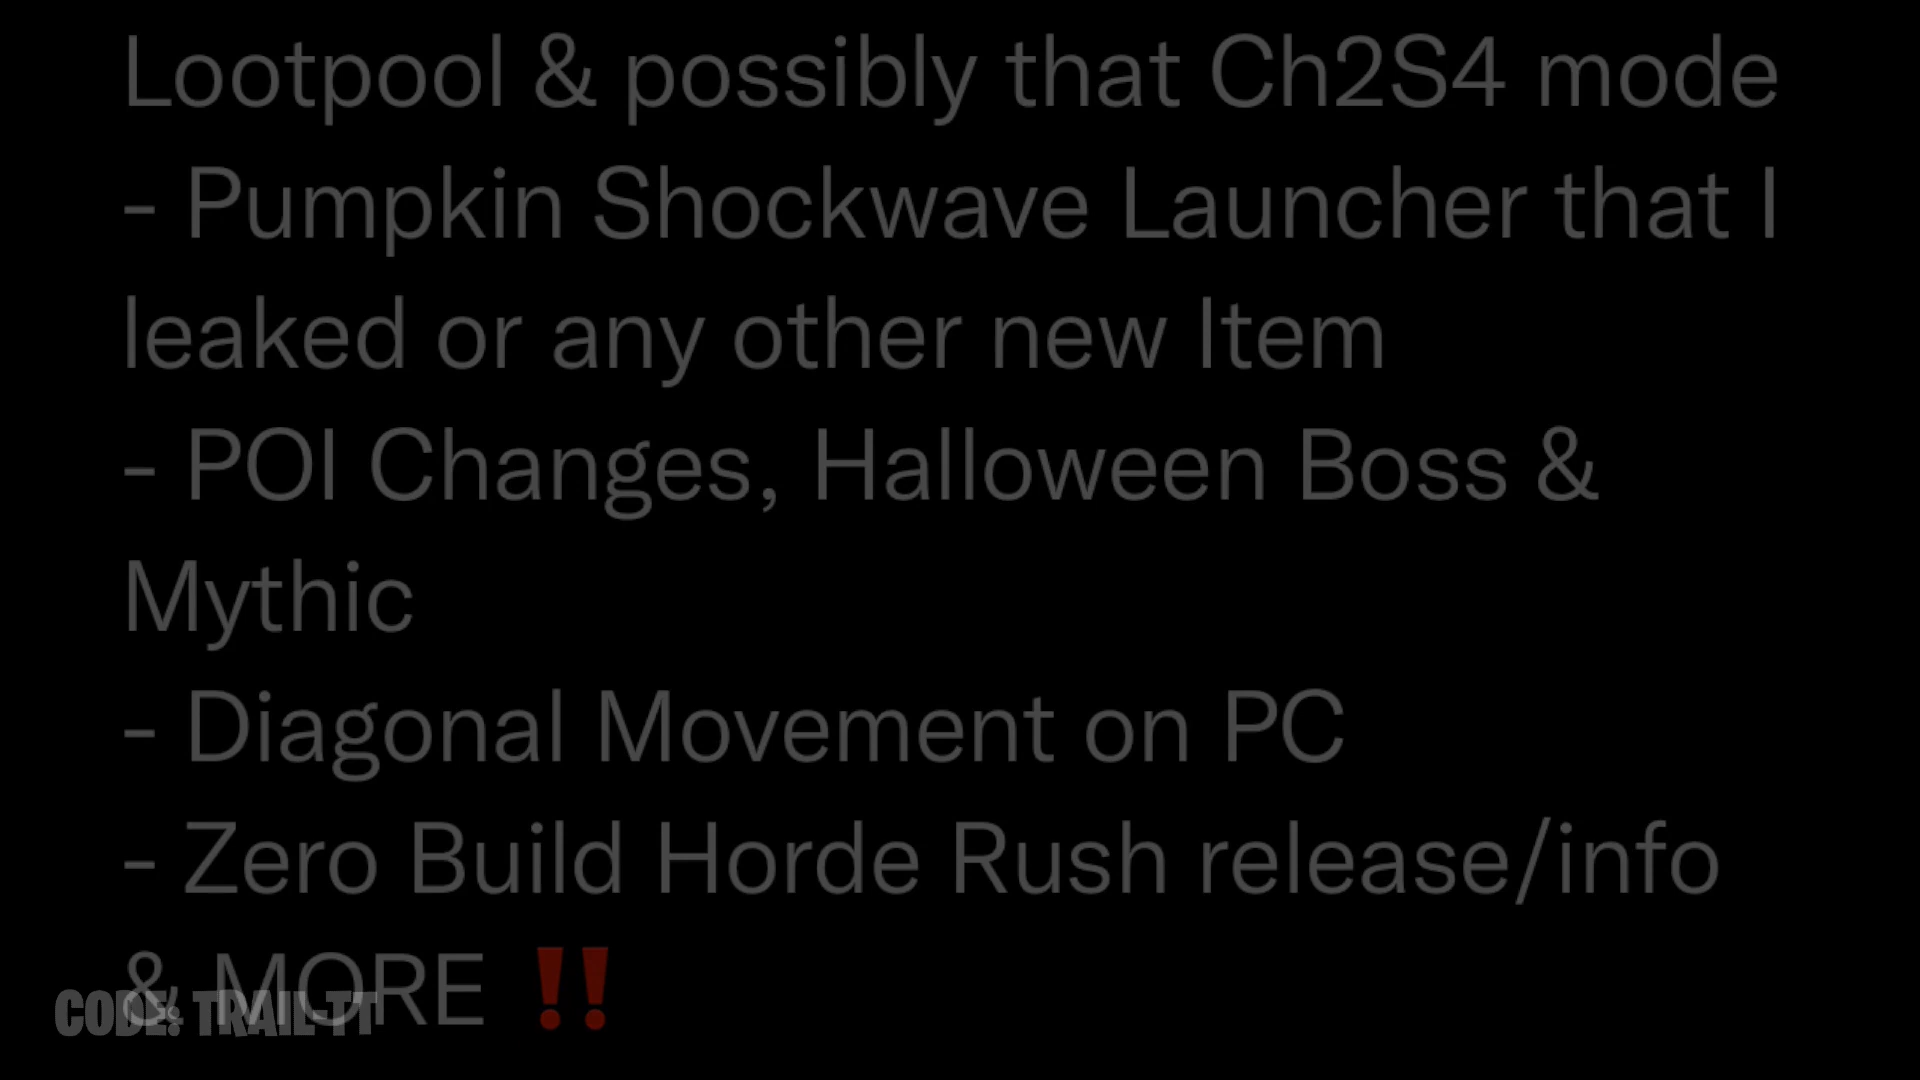 Lootpool & possibly that Ch2S4 mode
- Pumpkin Shockwave Launcher that I
leaked or any other new Item
- POI Changes, Halloween Boss &
Mythic
- Diagonal Movement on PC
- Zero Build Horde Rush release/info
& MORE ‼️
CODE: TRAIL-TT